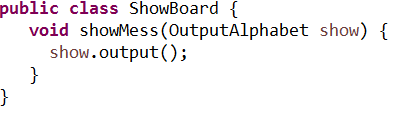 public class ShowBoard {
   void showMess(OutputAlphabet show) {
     show.output();
   }
}